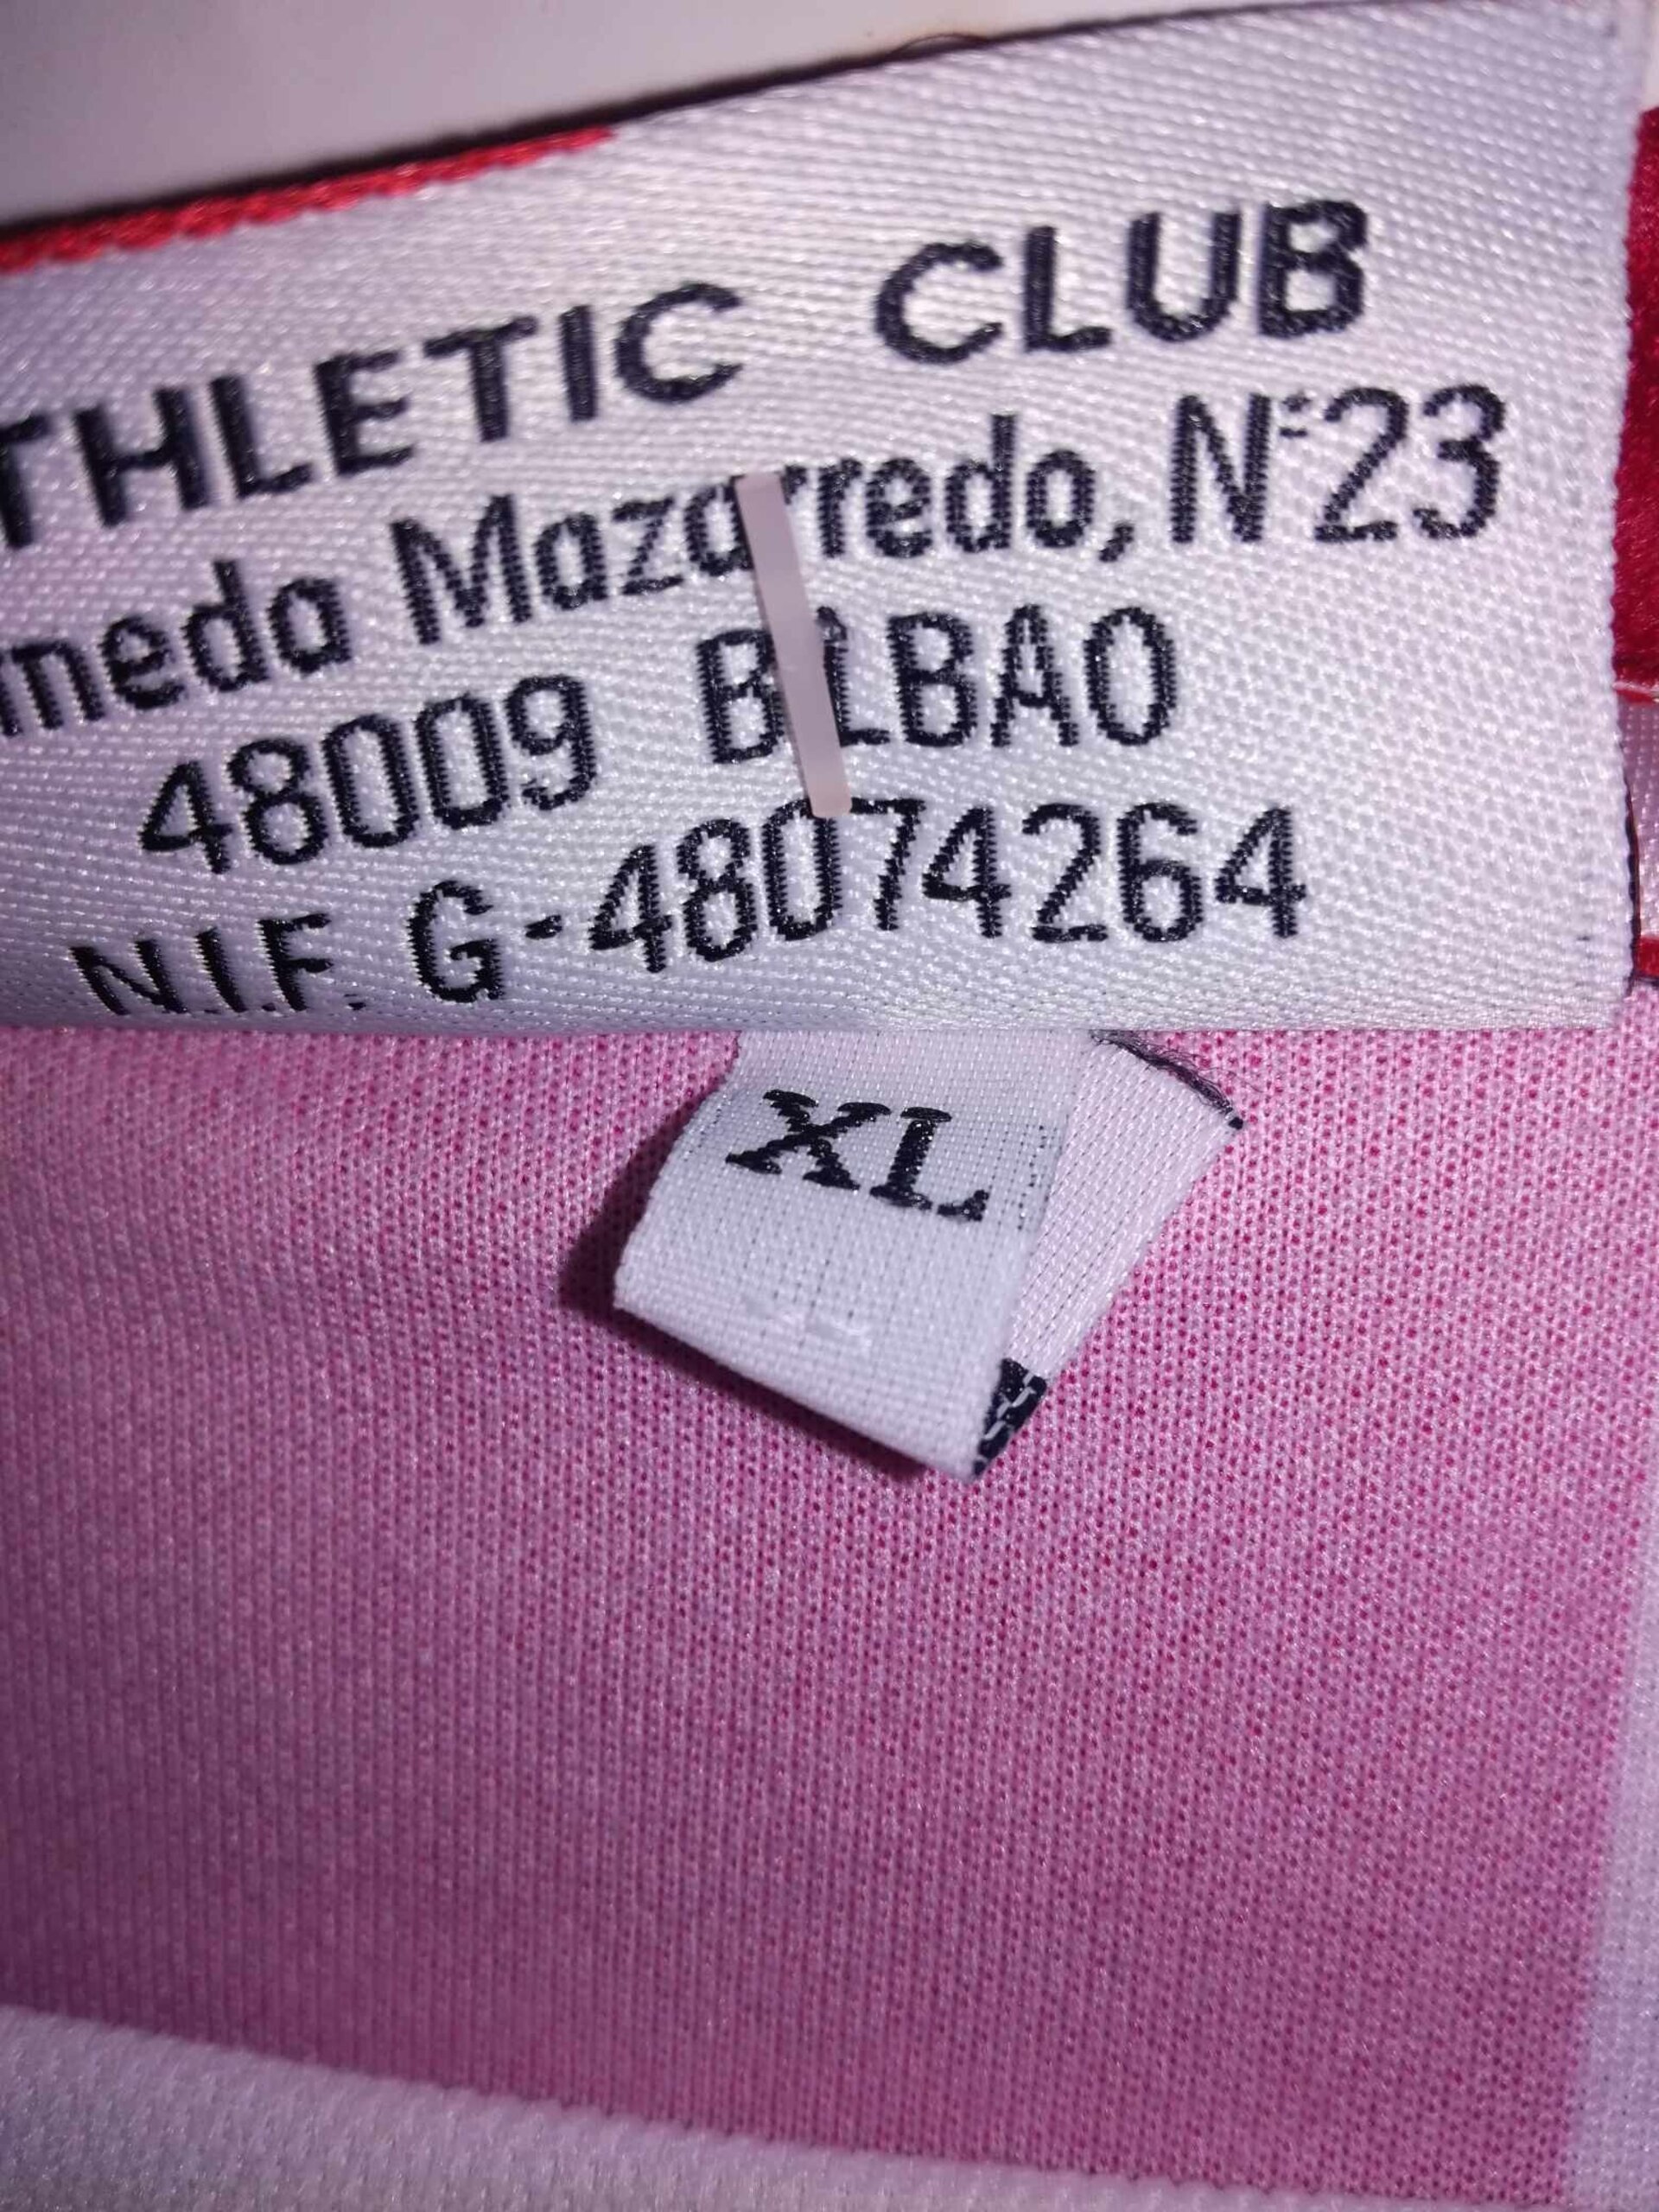 THLETIC CLUB
meda Mazarredo, Nº23
48009 BILBAO
N.I.F. G-48074264
XL